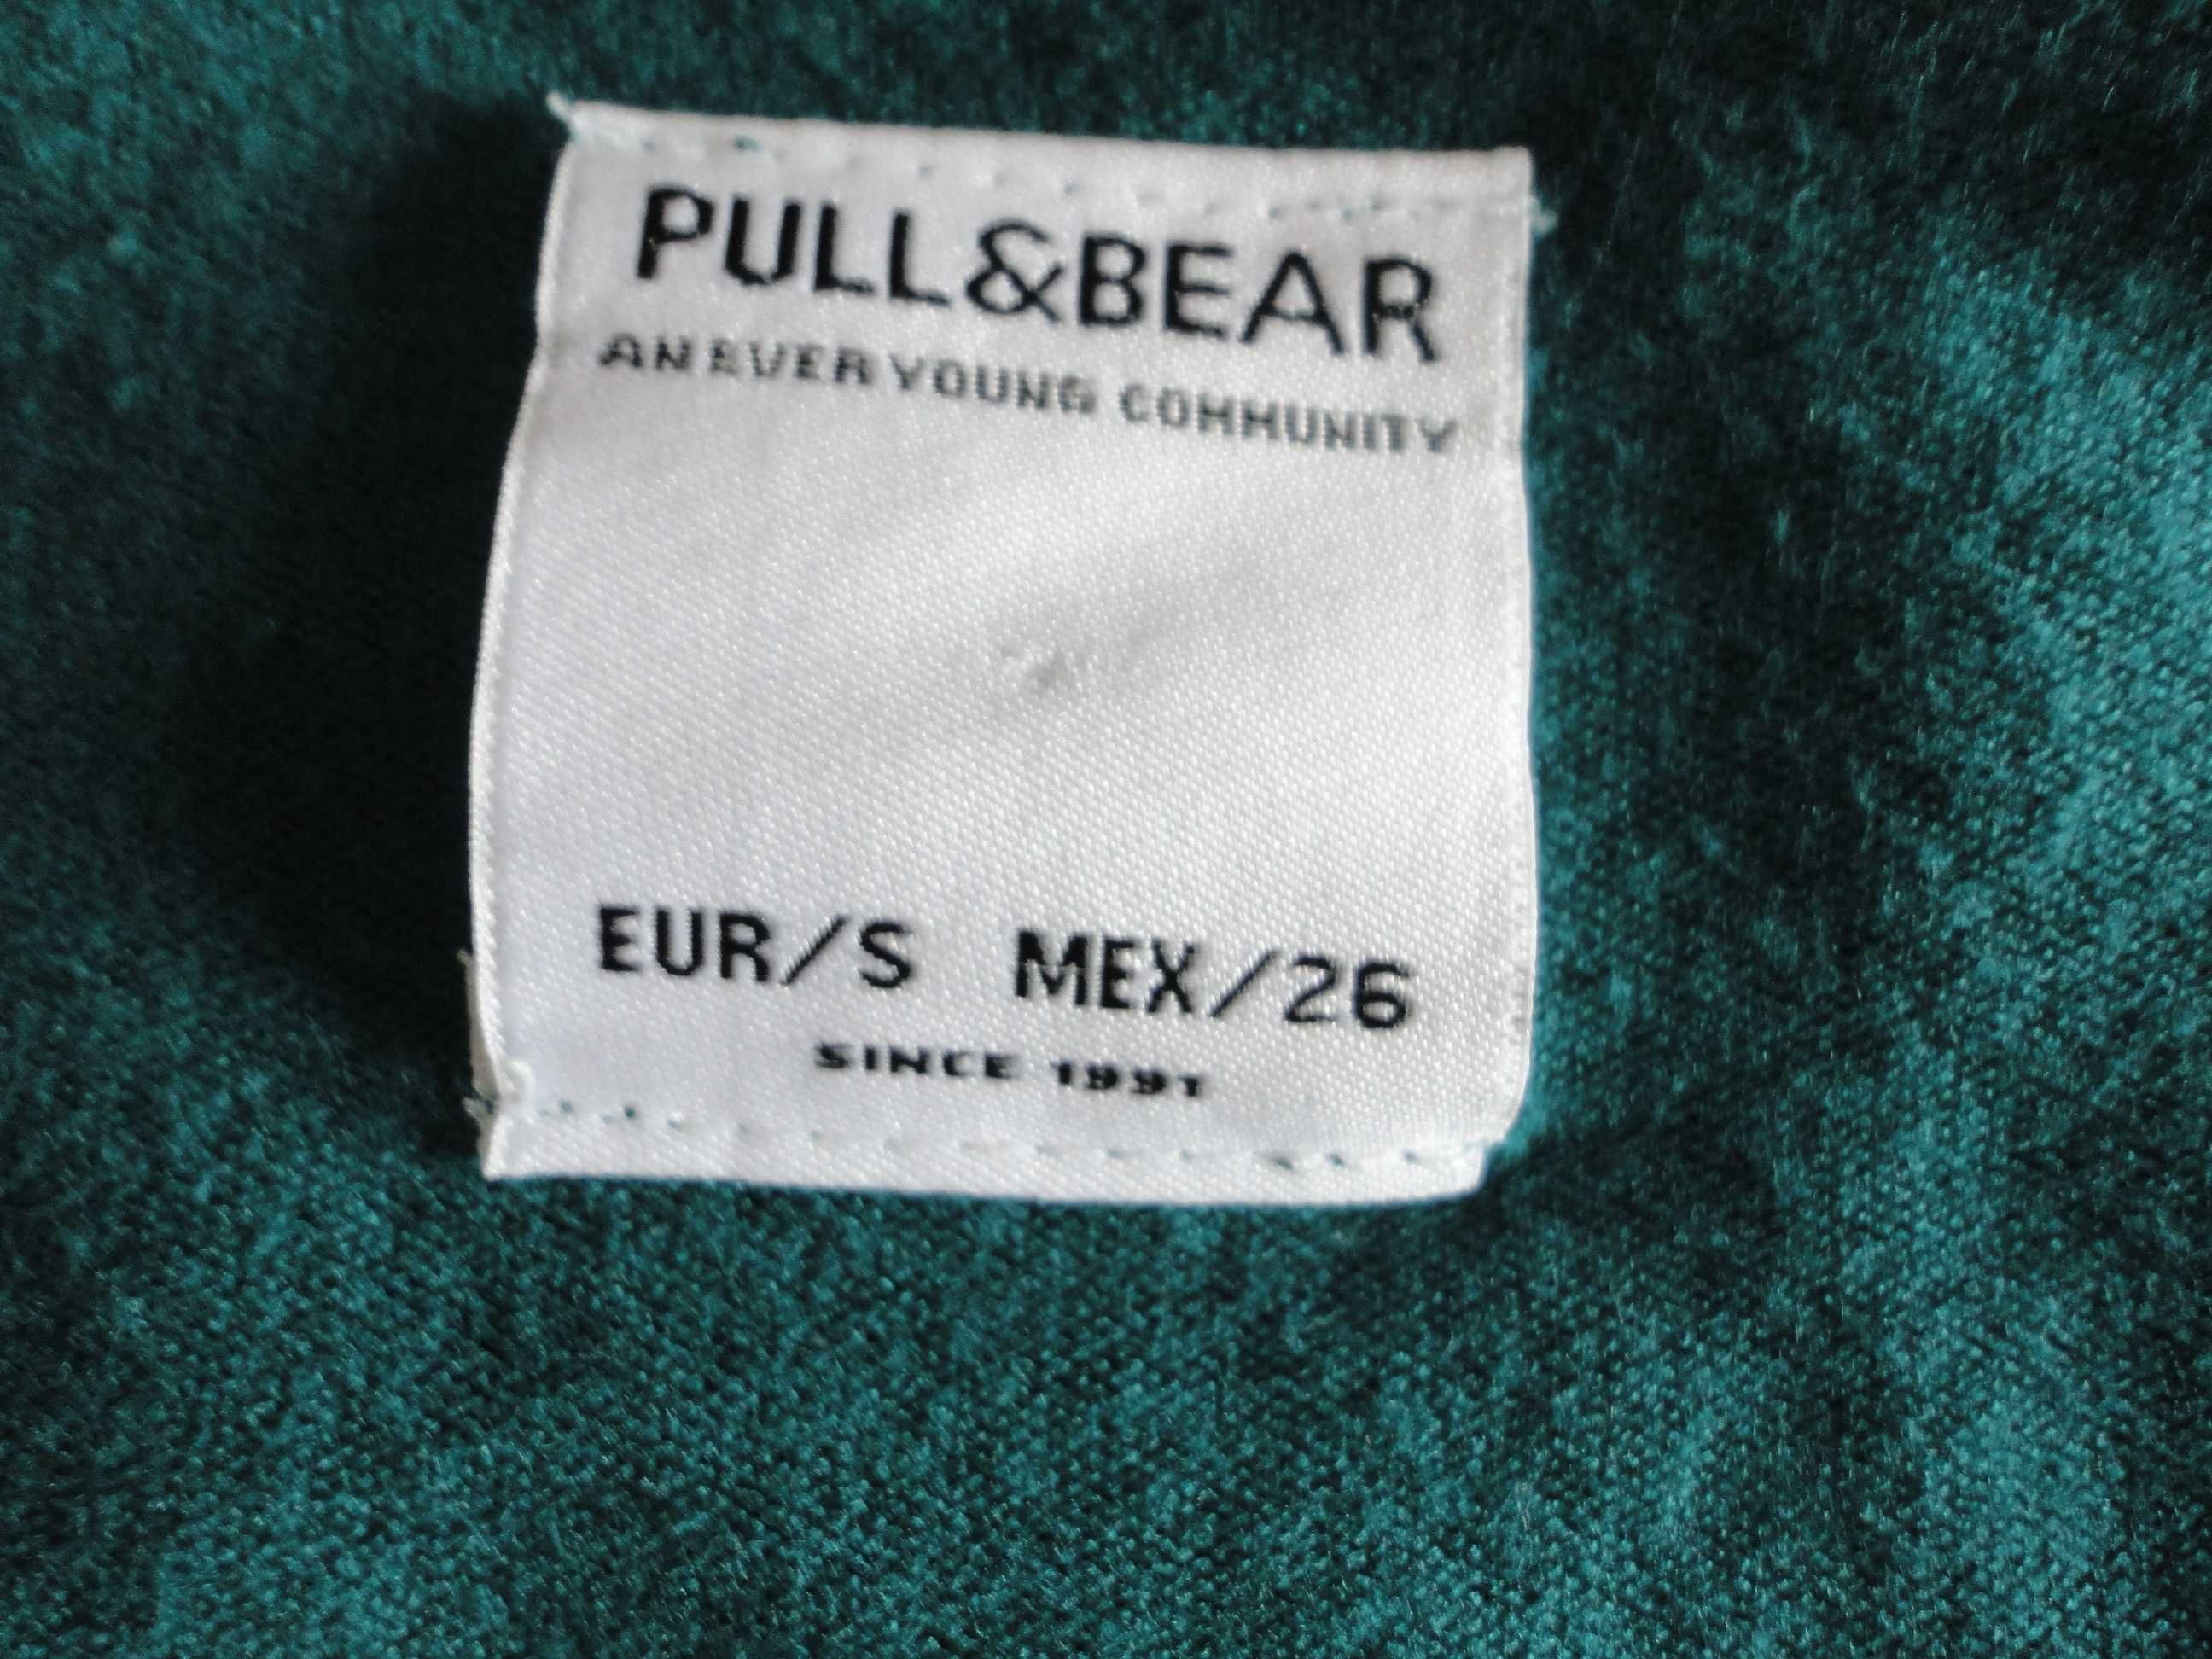 PULL&BEAR
AN EVER YOUNG COMMUNITY
EUR/S MEX/26
SINCE 1991